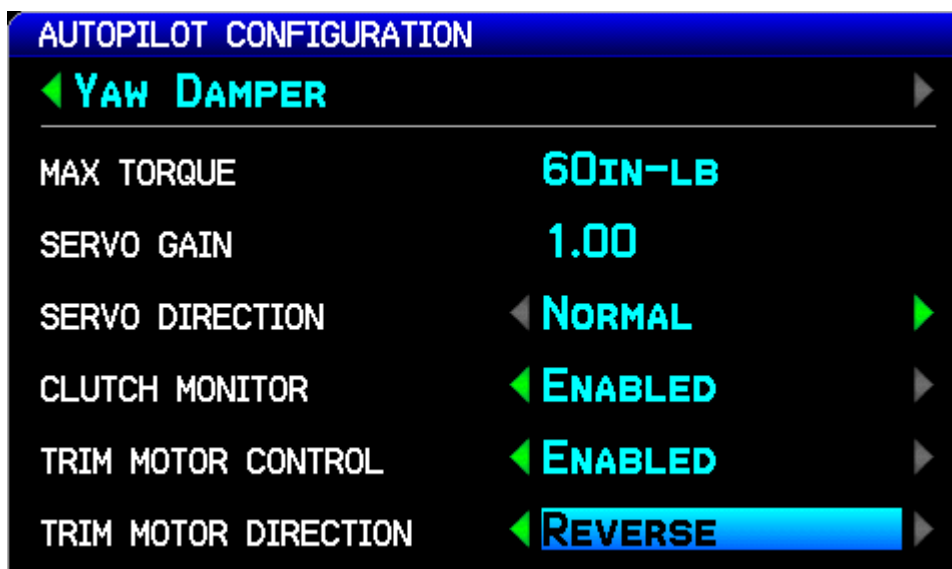 AUTOPILOT CONFIGURATION
YAW DAMPER
MAX TORQUE 60IN-LB
SERVO GAIN 1.00
SERVO DIRECTION NORMAL
CLUTCH MONITOR ENABLED
TRIM MOTOR CONTROL ENABLED
TRIM MOTOR DIRECTION REVERSE